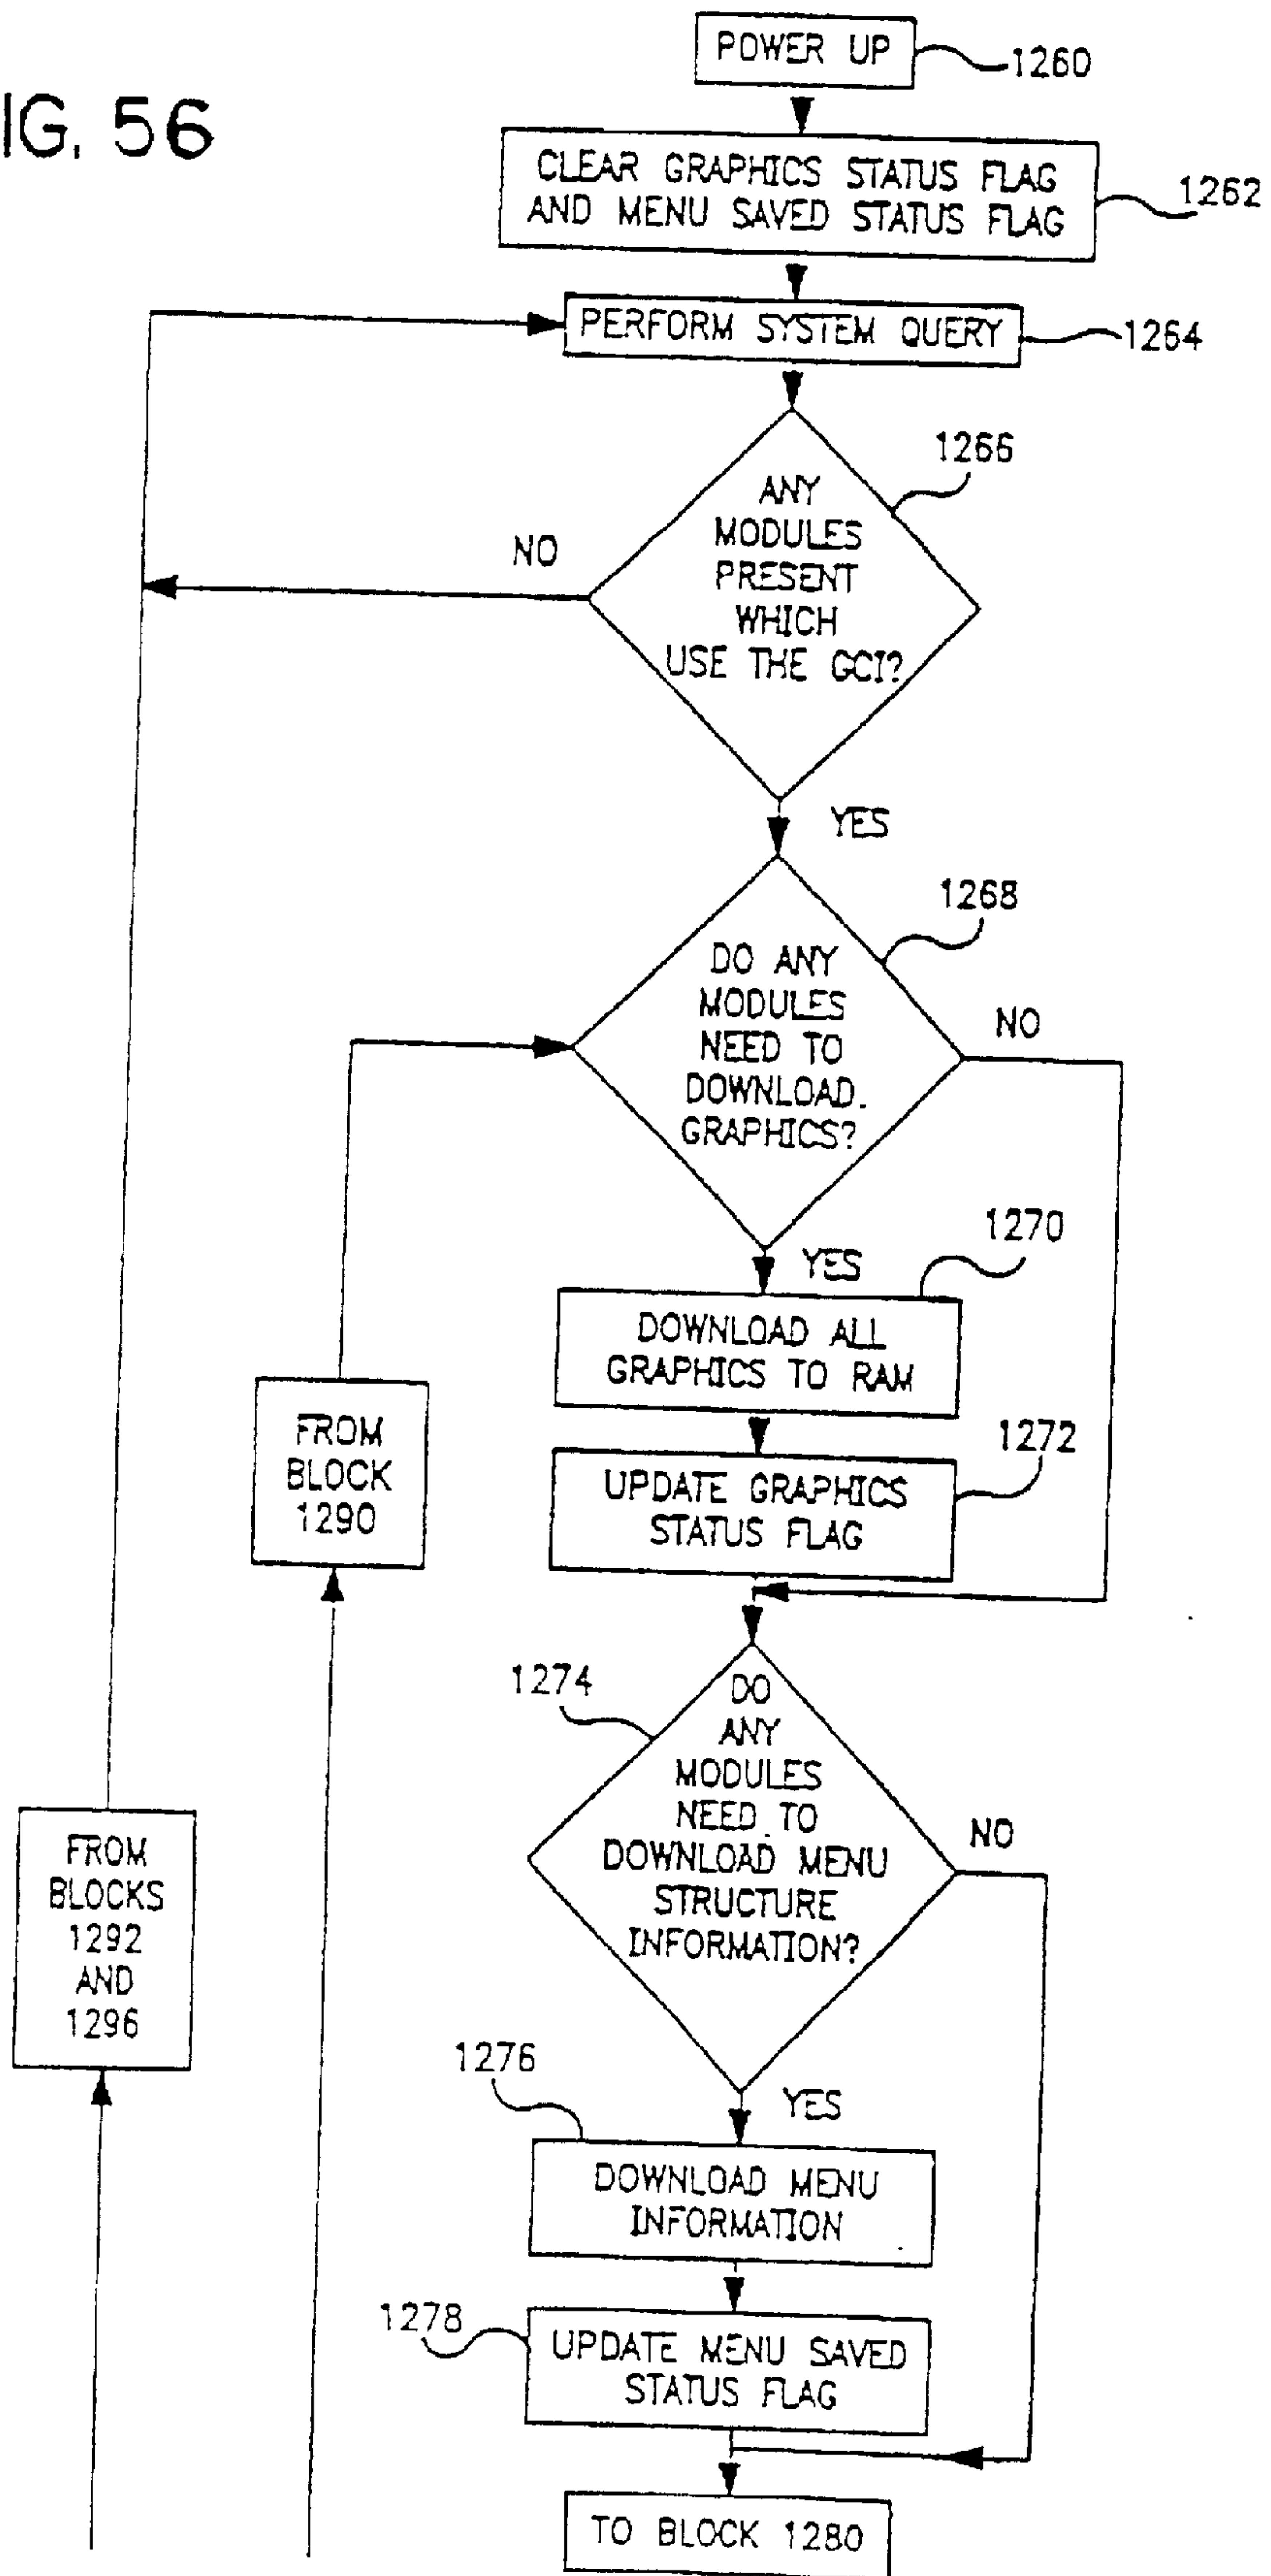 IG. 56
POWER UP
1260
CLEAR GRAPHICS STATUS FLAG
AND MENU SAVED STATUS FLAG
1262
PERFORM SYSTEM QUERY
1264
1266
ANY
MODULES
PRESENT
WHICH
USE THE GCI?
NO
YES
1268
DO ANY
MODULES
NEED TO
DOWNLOAD.
GRAPHICS?
NO
YES
1270
DOWNLOAD ALL
GRAPHICS TO RAM
1272
UPDATE GRAPHICS
STATUS FLAG
FROM
BLOCK
1290
1274
DO
ANY
MODULES
NEED TO
DOWNLOAD MENU
STRUCTURE
INFORMATION?
NO
YES
FROM
BLOCKS
1292
AND
1296
1276
DOWNLOAD MENU
INFORMATION
1278
UPDATE MENU SAVED
STATUS FLAG
TO BLOCK 1280